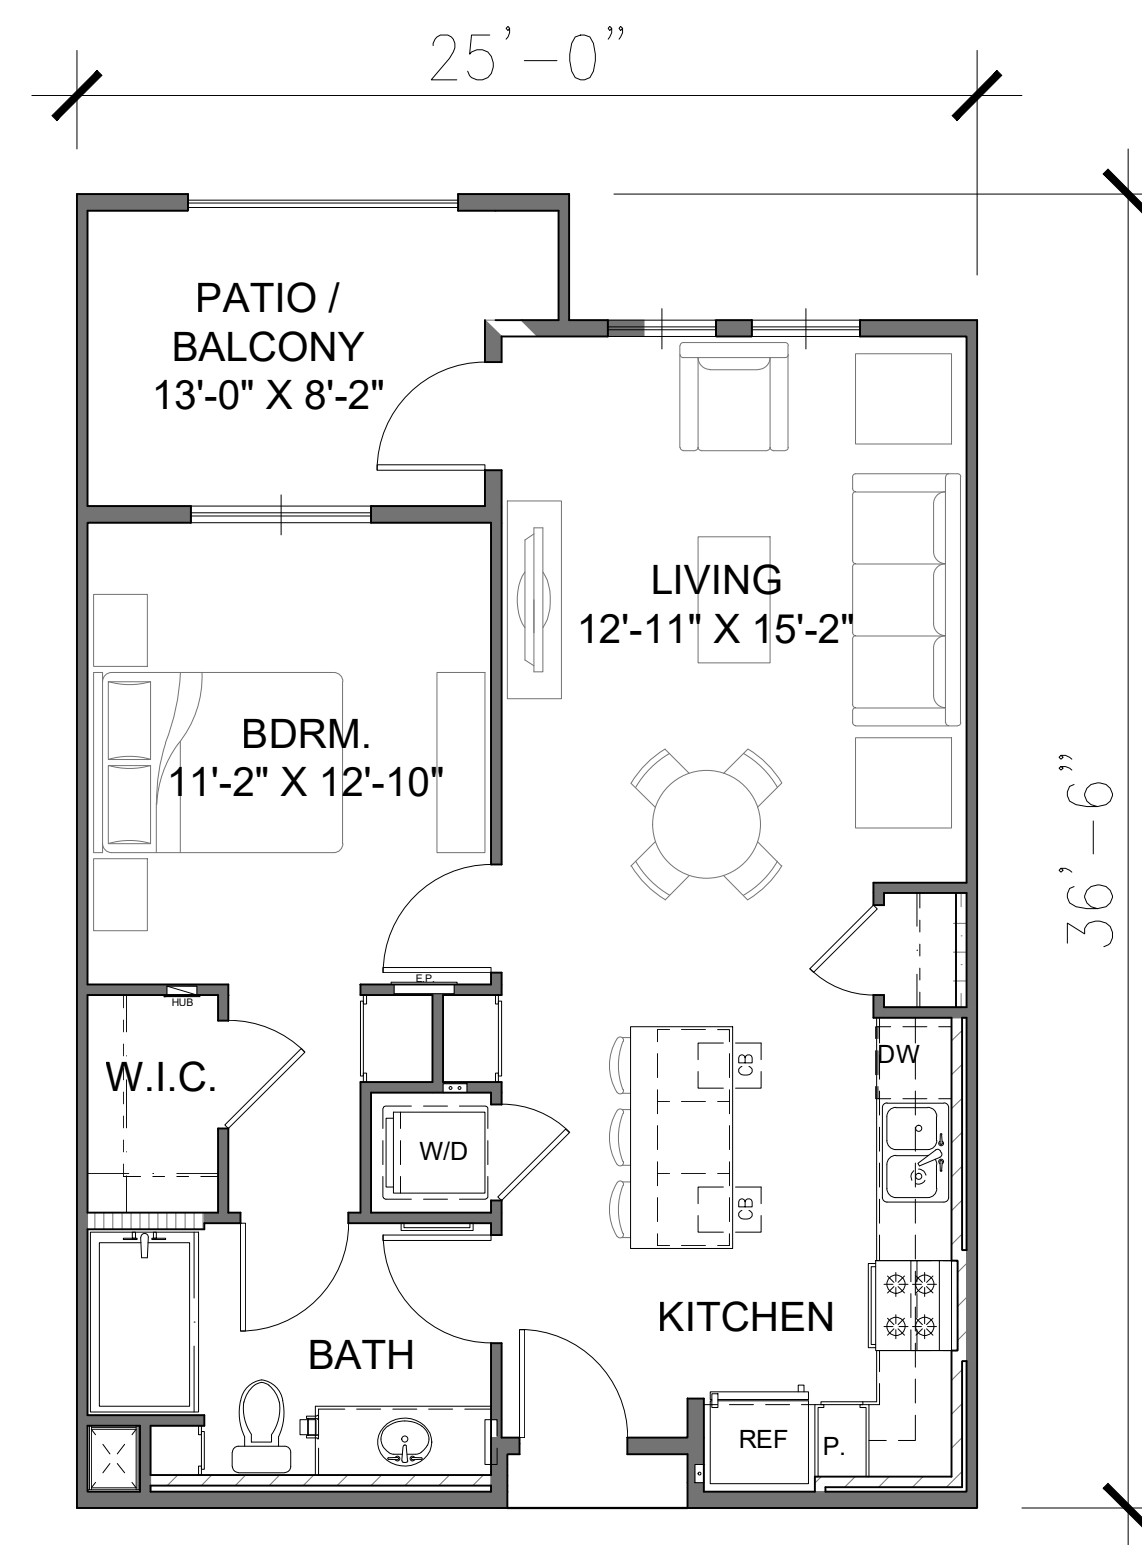 25'-0"
PATIO /
BALCONY
13'-0" X 8'-2"
LIVING
12'-11" X 15'-2"
BDRM.
11'-2" X 12'-10"
36'-6"
E.P.
HUB
W.I.C.
DW
CB
W/D
CB
KITCHEN
BATH
REF
P.